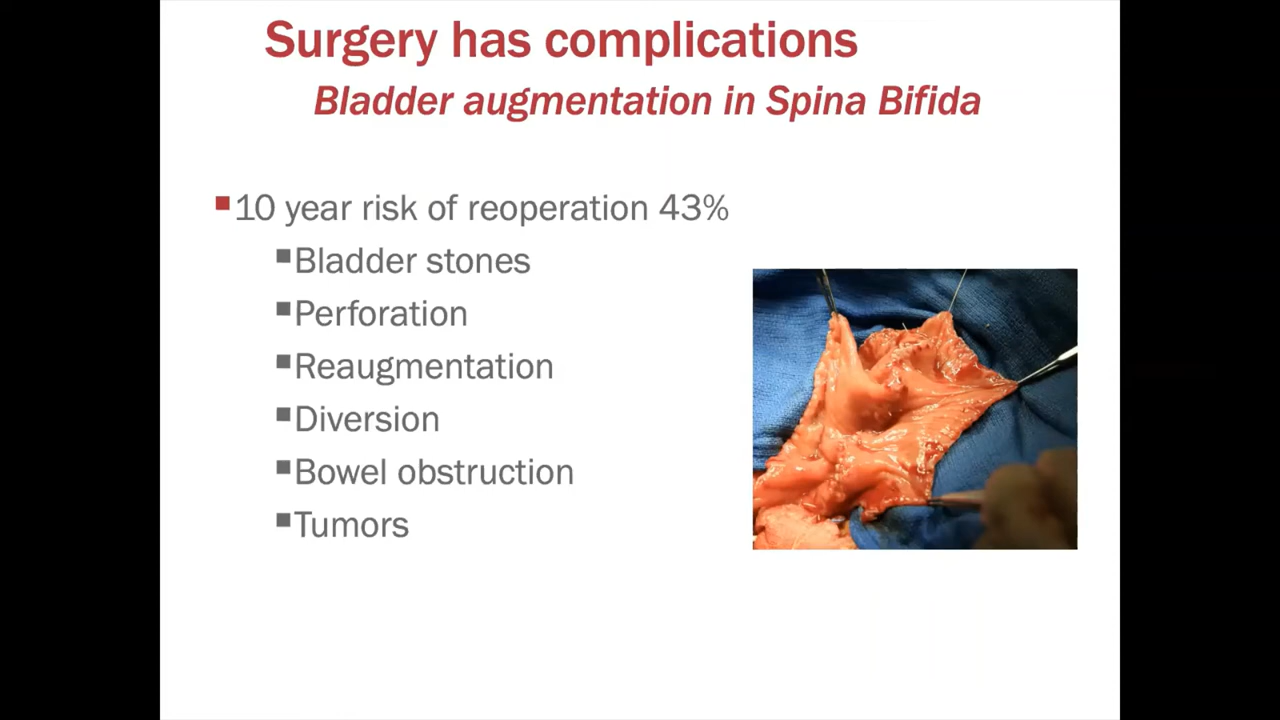 Surgery has complications
Bladder augmentation in Spina Bifida
10 year risk of reoperation 43%
Bladder stones
Perforation
Reaugmentation
Diversion
Bowel obstruction
Tumors